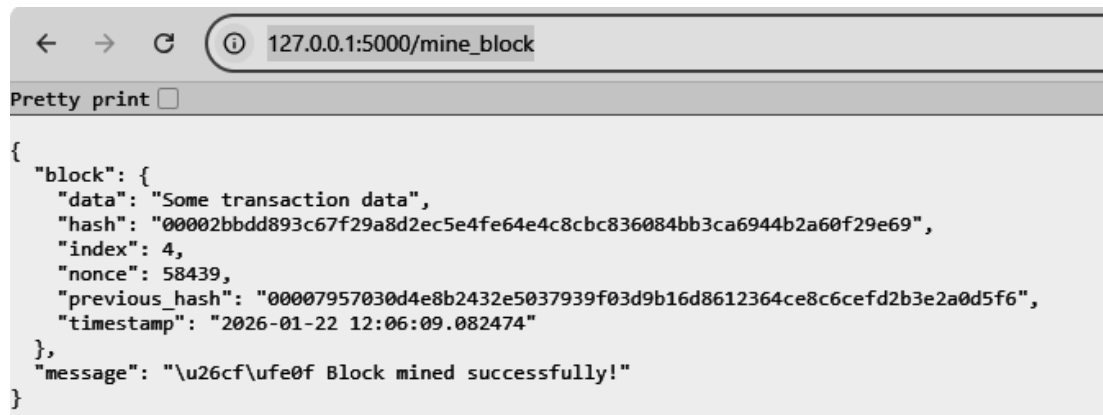 127.0.0.1:5000/mine_block
Pretty print
{
  "block": {
    "data": "Some transaction data",
    "hash": "00002bbdd893c67f29a8d2ec5e4fe64e4c8cbc836084bb3ca6944b2a60f29e69",
    "index": 4,
    "nonce": 58439,
    "previous_hash": "00007957030d4e8b2432e5037939f03d9b16d8612364ce8c6cefd2b3e2a0d5f6",
    "timestamp": "2026-01-22 12:06:09.082474"
  },
  "message": "\u26cf\ufe0f Block mined successfully!"
}